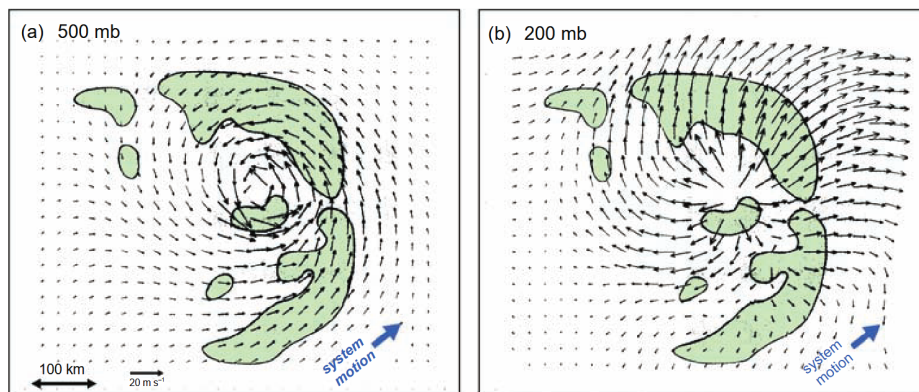 (a) 500 mb
system
motion
100 km
20 m s⁻¹
(b) 200 mb
system
motion